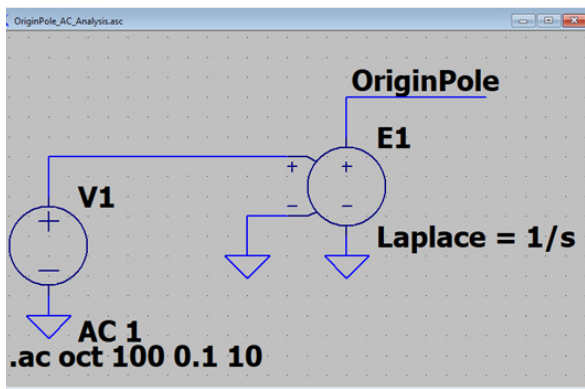 OriginPole_AC_Analysis.asc
OriginPole
E1
+
+
−
−
V1
+
−
Laplace = 1/s
AC 1
.ac oct 100 0.1 10